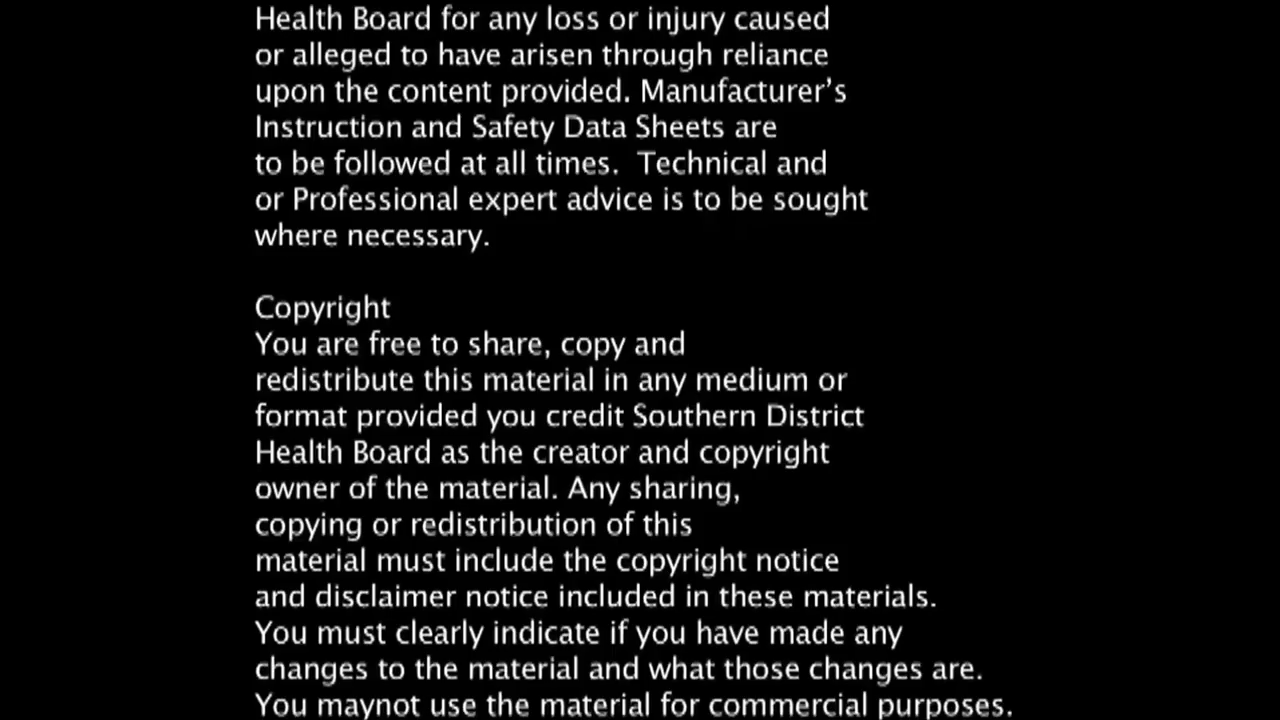 Health Board for any loss or injury caused
or alleged to have arisen through reliance
upon the content provided. Manufacturer’s
Instruction and Safety Data Sheets are
to be followed at all times.  Technical and
or Professional expert advice is to be sought
where necessary.
Copyright
You are free to share, copy and
redistribute this material in any medium or
format provided you credit Southern District
Health Board as the creator and copyright
owner of the material. Any sharing,
copying or redistribution of this
material must include the copyright notice
and disclaimer notice included in these materials.
You must clearly indicate if you have made any
changes to the material and what those changes are.
You maynot use the material for commercial purposes.